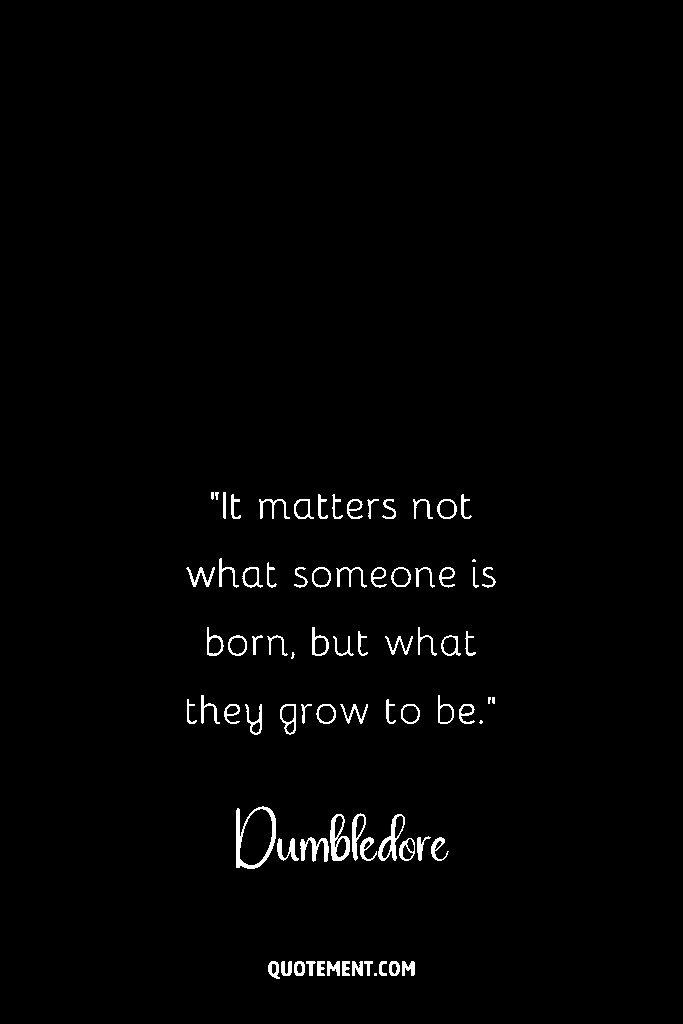 "It matters not
what someone is
born, but what
they grow to be."
Dumbledore
QUOTEMENT.COM